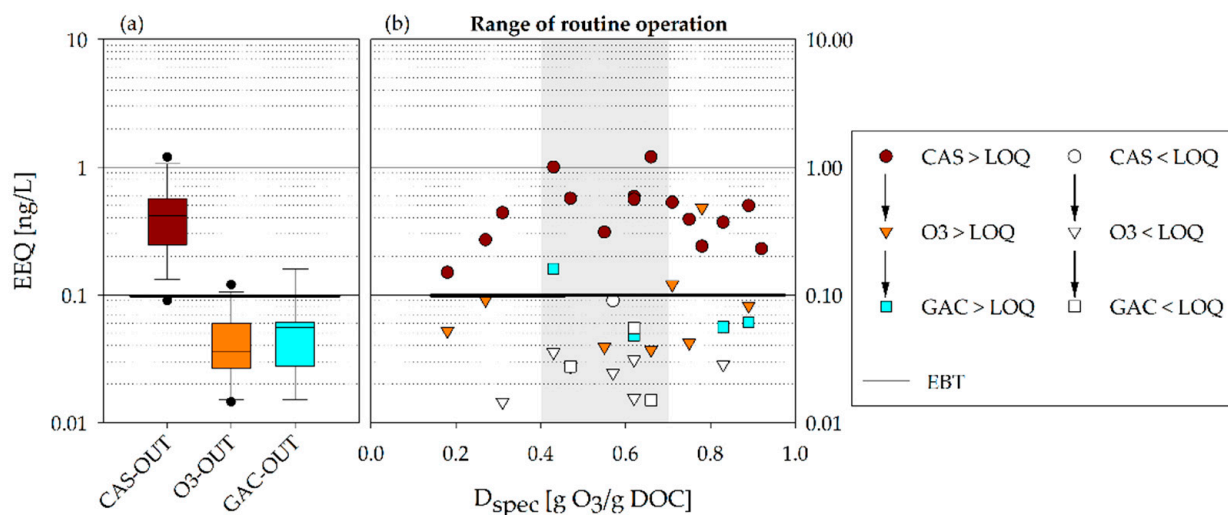 (a)
(b)
Range of routine operation
10
1
0.1
0.01
EEQ [ng/L]
CAS-OUT
O3-OUT
GAC-OUT
10.00
1.00
0.10
0.01
0.0
0.2
0.4
0.6
0.8
1.0
Dspec [g O3/g DOC]
CAS > LOQ
CAS < LOQ
O3 > LOQ
O3 < LOQ
GAC > LOQ
GAC < LOQ
EBT